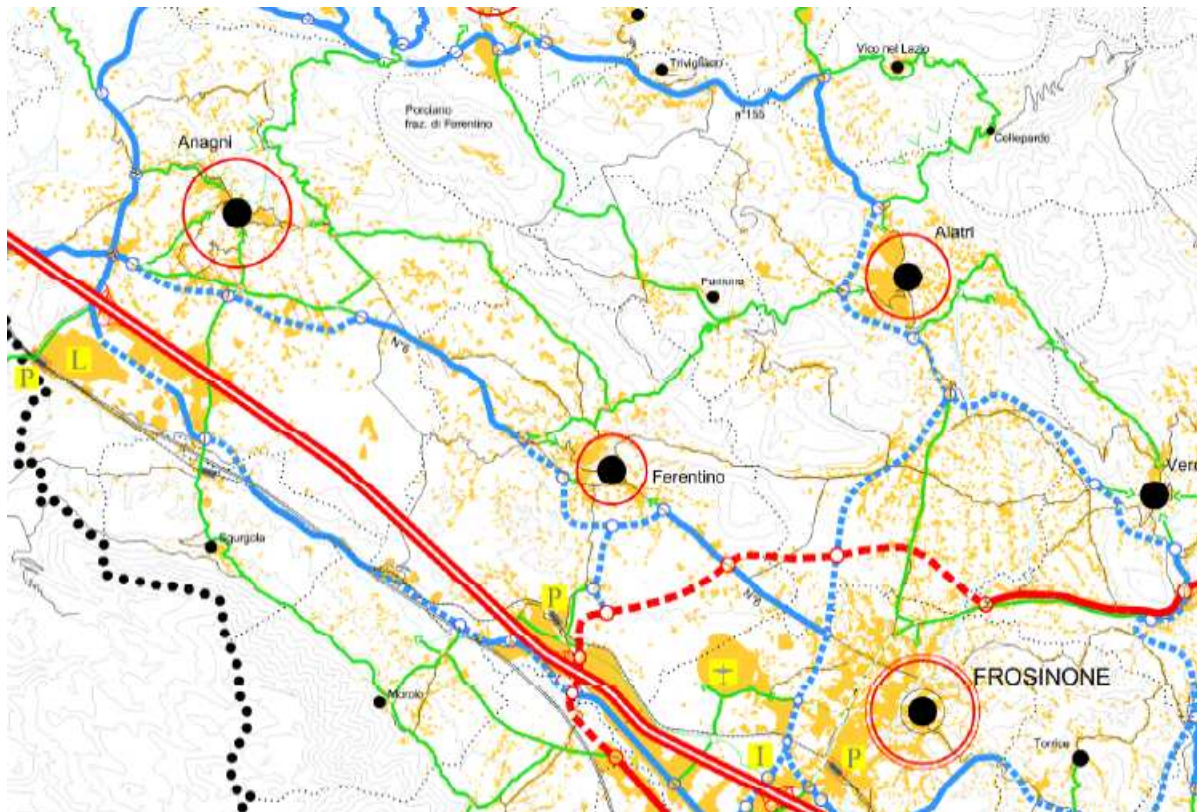 Vico nel Lazio
Trivigliano
n°155
Porciano
fraz. di Ferentino
Collepardo
Anagni
Alatri
Fumone
N°6
P
L
Ferentino
Vero
Sgurgola
P
N°6
FROSINONE
Morolo
Torrice
I
P